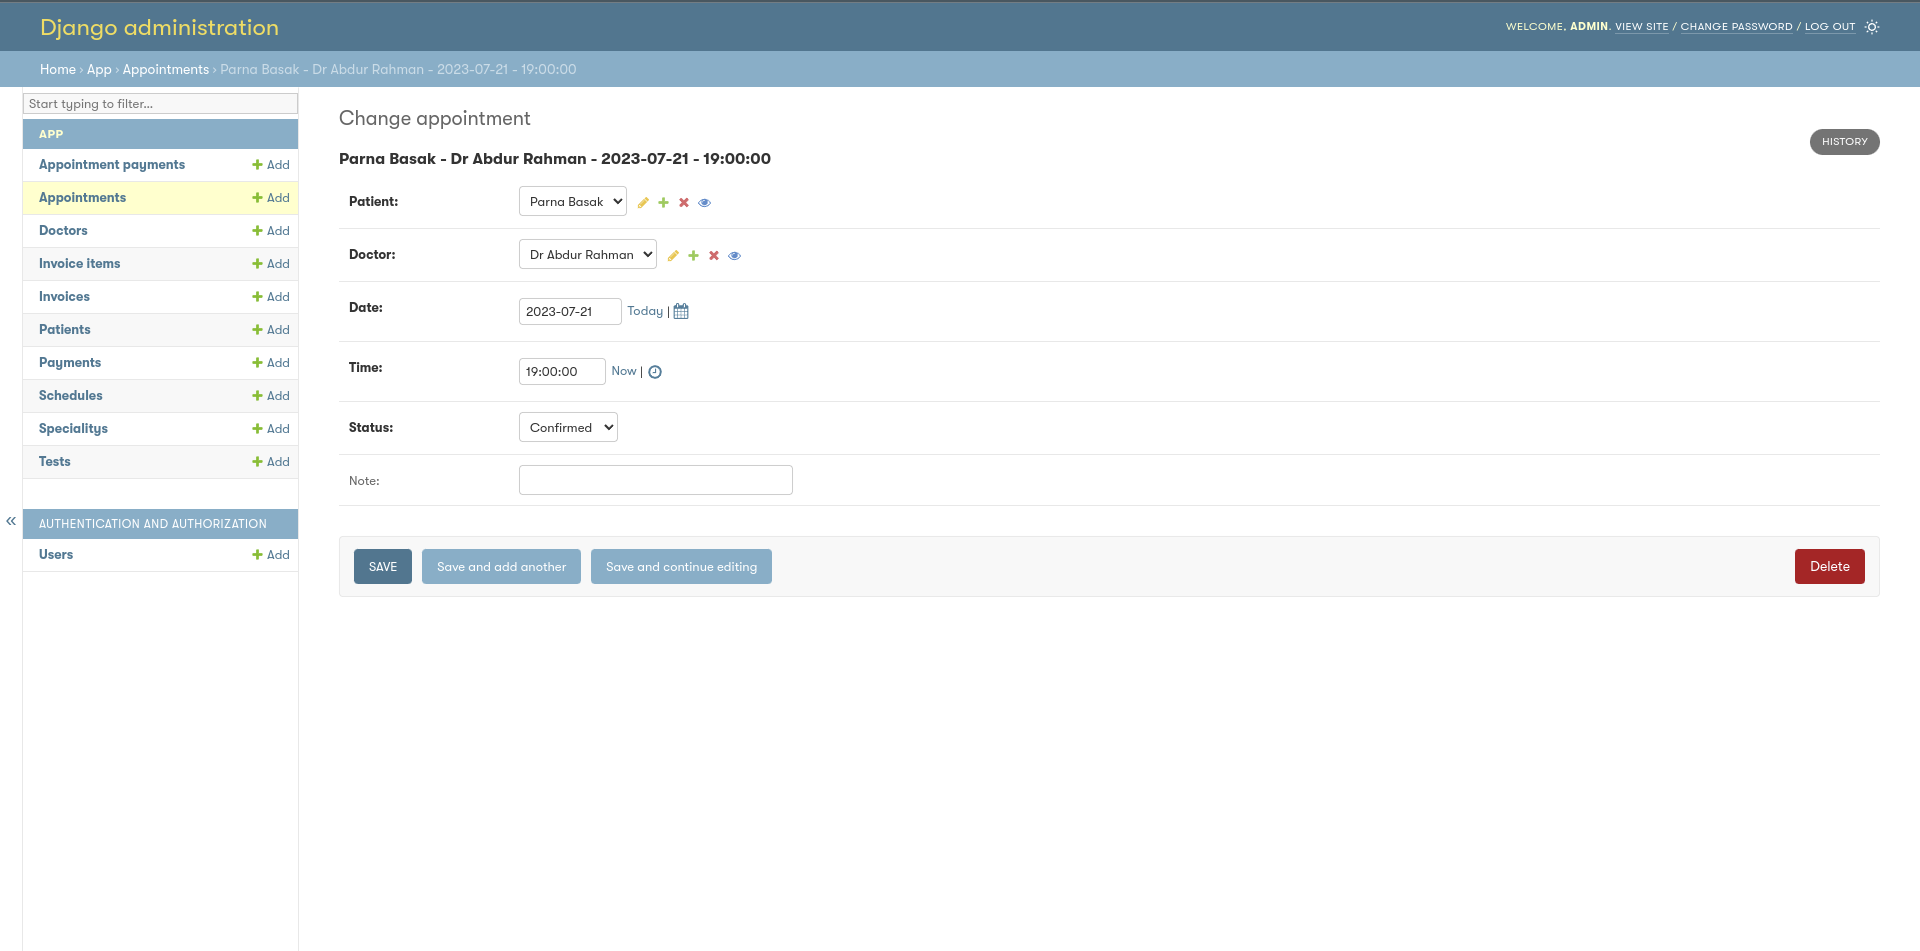 Django administration
WELCOME, ADMIN. VIEW SITE / CHANGE PASSWORD / LOG OUT
Home › App › Appointments › Parna Basak - Dr Abdur Rahman - 2023-07-21 - 19:00:00
Start typing to filter...
APP
Appointment payments + Add
Appointments + Add
Doctors + Add
Invoice items + Add
Invoices + Add
Patients + Add
Payments + Add
Schedules + Add
Specialitys + Add
Tests + Add
«
AUTHENTICATION AND AUTHORIZATION
Users + Add
Change appointment
HISTORY
Parna Basak - Dr Abdur Rahman - 2023-07-21 - 19:00:00
Patient: Parna Basak
Doctor: Dr Abdur Rahman
Date: 2023-07-21 Today |
Time: 19:00:00 Now |
Status: Confirmed
Note:
SAVE Save and add another Save and continue editing Delete